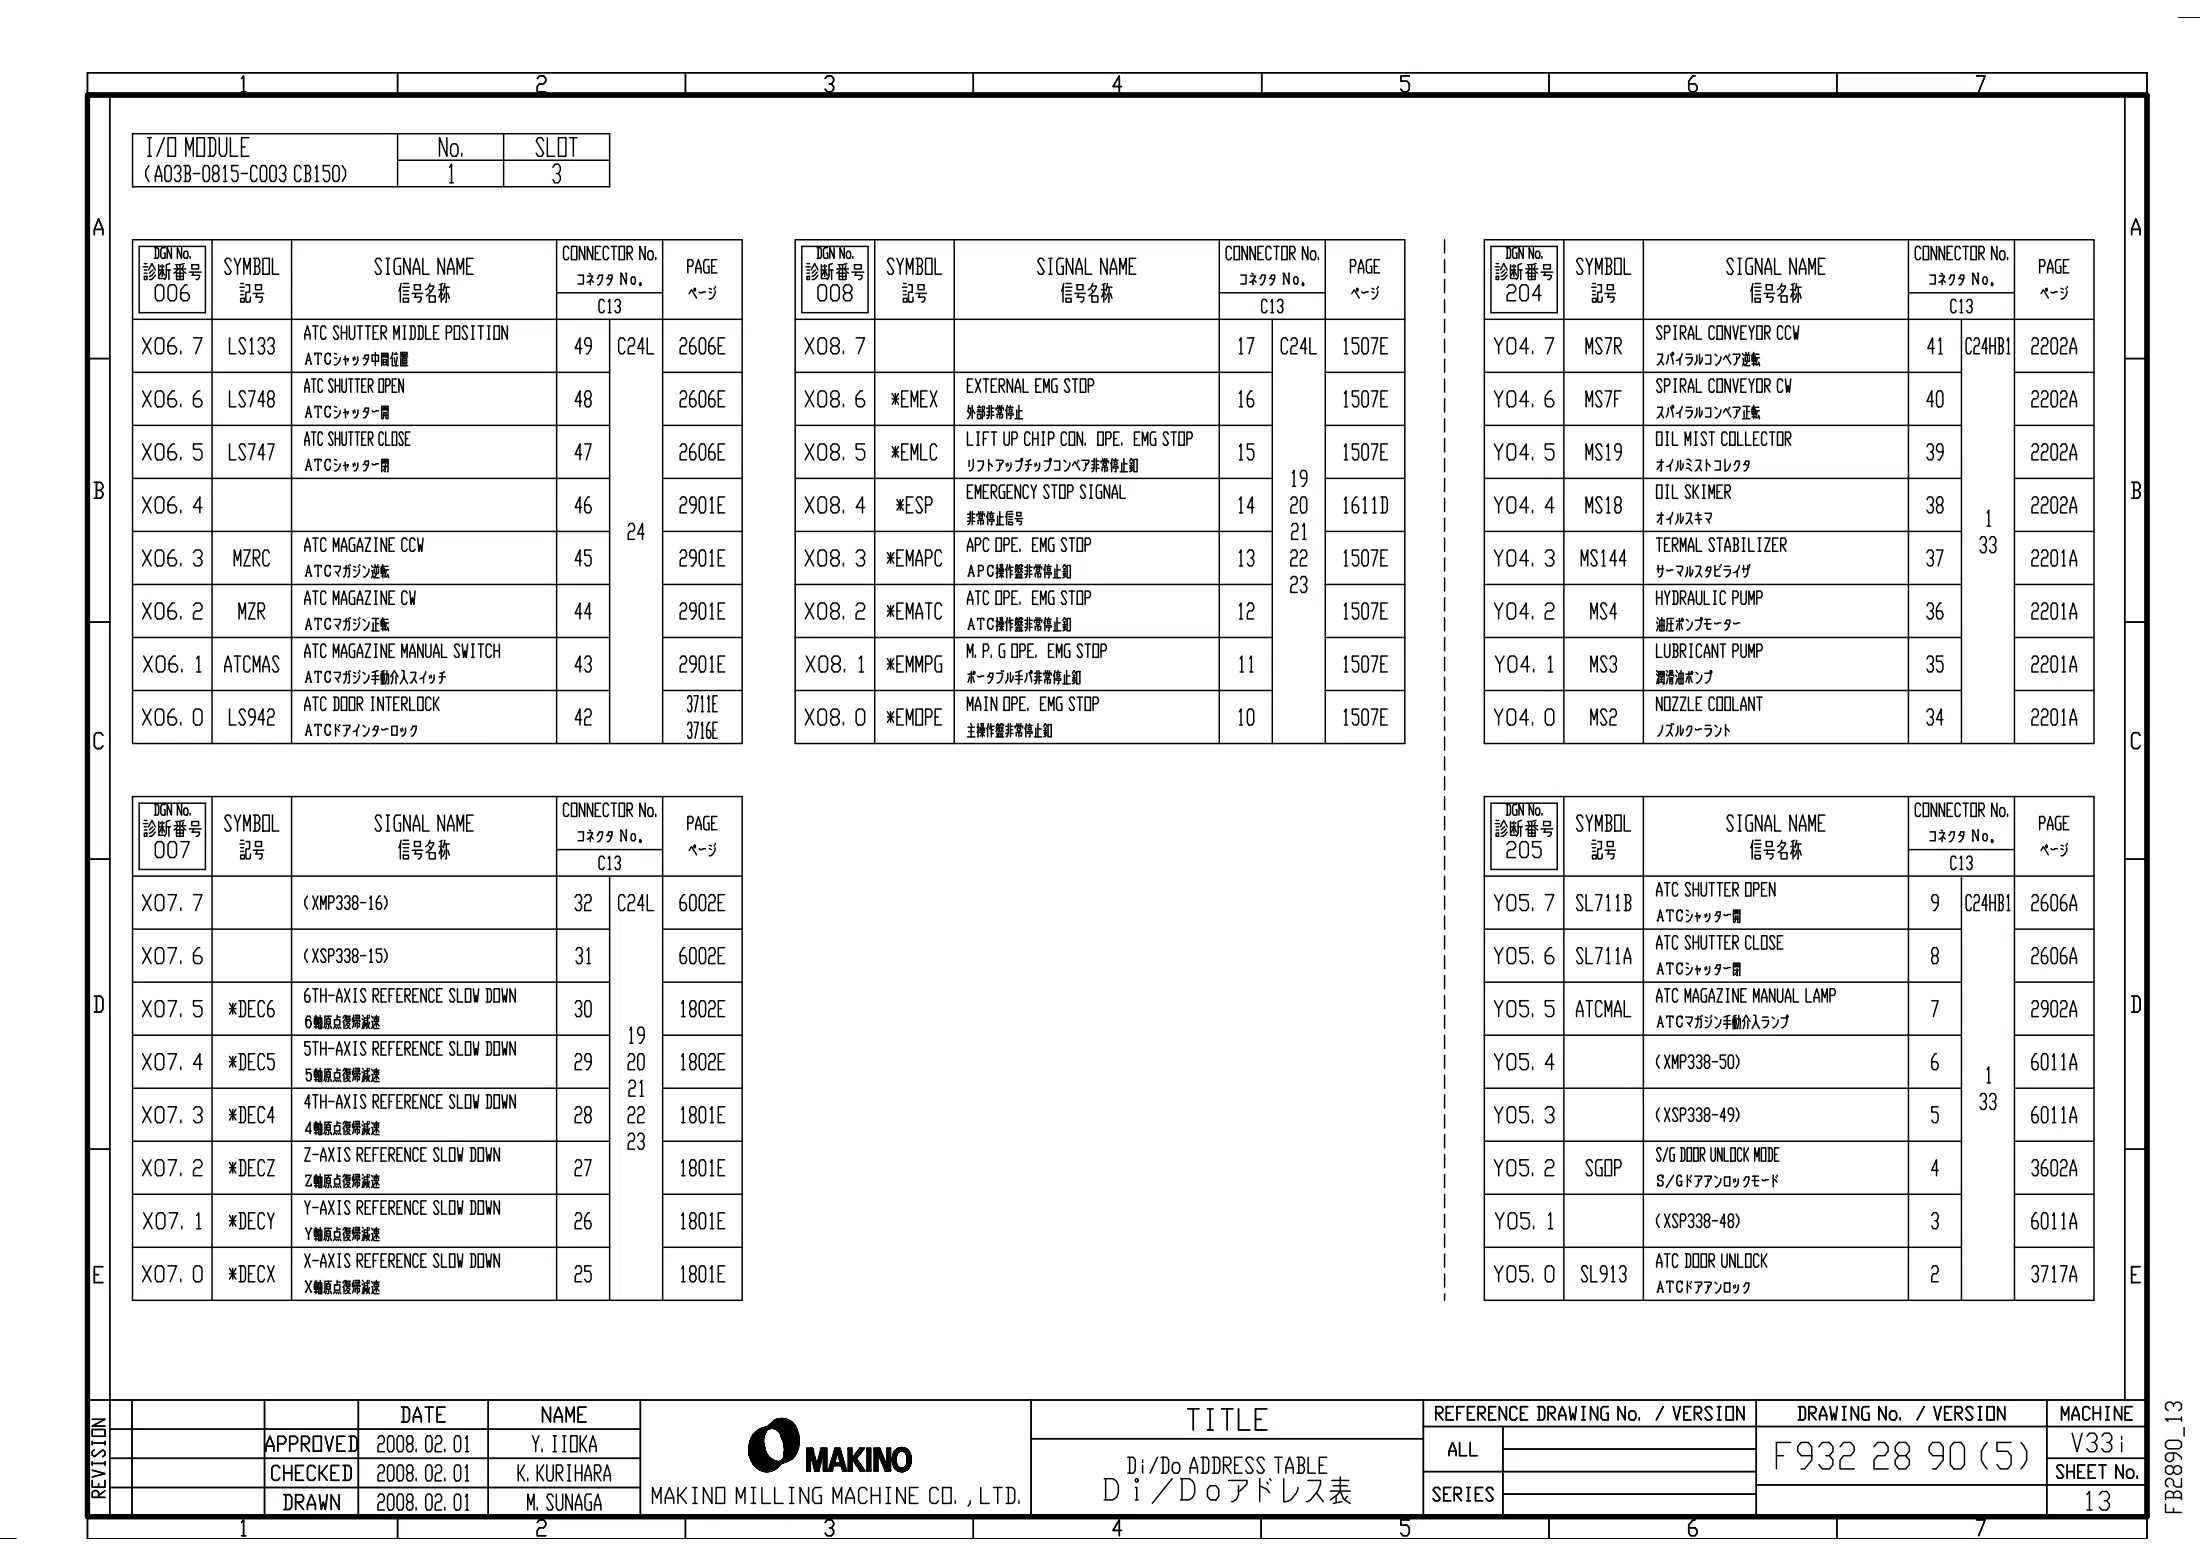 1 2 3 4 5 6 7
I/O MODULE No. SLOT
(A03B-0815-C003 CB150) 1 3
A A
B B
C C
D D
E E
DGN No. 診断番号 006 SYMBOL 記号 SIGNAL NAME 信号名称 CONNECTOR No. コネクタ No. C13 PAGE ページ
X06. 7 LS133 ATC SHUTTER MIDDLE POSITION 49 C24L 2606E
ATCシャッタ中間位置
X06. 6 LS748 ATC SHUTTER OPEN 48 2606E
ATCシャッター開
X06. 5 LS747 ATC SHUTTER CLOSE 47 2606E
ATCシャッター閉
X06. 4 46 2901E
24
X06. 3 MZRC ATC MAGAZINE CCW 45 2901E
ATCマガジン逆転
X06. 2 MZR ATC MAGAZINE CW 44 2901E
ATCマガジン正転
X06. 1 ATCMAS ATC MAGAZINE MANUAL SWITCH 43 2901E
ATCマガジン手動介入スイッチ
X06. 0 LS942 ATC DOOR INTERLOCK 42 3711E
ATCドアインターロック 3716E
DGN No. 診断番号 008 SYMBOL 記号 SIGNAL NAME 信号名称 CONNECTOR No. コネクタ No. C13 PAGE ページ
X08. 7 17 C24L 1507E
X08. 6 *EMEX EXTERNAL EMG STOP 16 1507E
外部非常停止
X08. 5 *EMLC LIFT UP CHIP CON. OPE. EMG STOP 15 1507E
リフトアップチップコンベア非常停止釦
19
X08. 4 *ESP EMERGENCY STOP SIGNAL 14 20 1611D
非常停止信号
21
X08. 3 *EMAPC APC OPE. EMG STOP 13 22 1507E
APC操作盤非常停止釦
23
X08. 2 *EMATC ATC OPE. EMG STOP 12 1507E
ATC操作盤非常停止釦
X08. 1 *EMMPG M. P. G OPE. EMG STOP 11 1507E
ポータブル手パ非常停止釦
X08. 0 *EMOPE MAIN OPE. EMG STOP 10 1507E
主操作盤非常停止釦
DGN No. 診断番号 204 SYMBOL 記号 SIGNAL NAME 信号名称 CONNECTOR No. コネクタ No. C13 PAGE ページ
Y04. 7 MS7R SPIRAL CONVEYOR CCW 41 C24HB1 2202A
スパイラルコンベア逆転
Y04. 6 MS7F SPIRAL CONVEYOR CW 40 2202A
スパイラルコンベア正転
Y04. 5 MS19 OIL MIST COLLECTOR 39 2202A
オイルミストコレクタ
Y04. 4 MS18 OIL SKIMER 38 2202A
オイルスキマ
1
33
Y04. 3 MS144 TERMAL STABILIZER 37 2201A
サーマルスタビライザ
Y04. 2 MS4 HYDRAULIC PUMP 36 2201A
油圧ポンプモーター
Y04. 1 MS3 LUBRICANT PUMP 35 2201A
潤滑油ポンプ
Y04. 0 MS2 NOZZLE COOLANT 34 2201A
ノズルクーラント
DGN No. 診断番号 007 SYMBOL 記号 SIGNAL NAME 信号名称 CONNECTOR No. コネクタ No. C13 PAGE ページ
X07. 7 (XMP338-16) 32 C24L 6002E
X07. 6 (XSP338-15) 31 6002E
X07. 5 *DEC6 6TH-AXIS REFERENCE SLOW DOWN 30 1802E
6軸原点復帰減速
19
X07. 4 *DEC5 5TH-AXIS REFERENCE SLOW DOWN 29 20 1802E
5軸原点復帰減速
21
X07. 3 *DEC4 4TH-AXIS REFERENCE SLOW DOWN 28 22 1801E
4軸原点復帰減速
23
X07. 2 *DECZ Z-AXIS REFERENCE SLOW DOWN 27 1801E
Z軸原点復帰減速
X07. 1 *DECY Y-AXIS REFERENCE SLOW DOWN 26 1801E
Y軸原点復帰減速
X07. 0 *DECX X-AXIS REFERENCE SLOW DOWN 25 1801E
X軸原点復帰減速
DGN No. 診断番号 205 SYMBOL 記号 SIGNAL NAME 信号名称 CONNECTOR No. コネクタ No. C13 PAGE ページ
Y05. 7 SL711B ATC SHUTTER OPEN 9 C24HB1 2606A
ATCシャッター開
Y05. 6 SL711A ATC SHUTTER CLOSE 8 2606A
ATCシャッター閉
Y05. 5 ATCMAL ATC MAGAZINE MANUAL LAMP 7 2902A
ATCマガジン手動介入ランプ
Y05. 4 (XMP338-50) 6 6011A
1
33
Y05. 3 (XSP338-49) 5 6011A
Y05. 2 SGOP S/G DOOR UNLOCK MODE 4 3602A
S/Gドアアンロックモード
Y05. 1 (XSP338-48) 3 6011A
Y05. 0 SL913 ATC DOOR UNLOCK 2 3717A
ATCドアアンロック
REVISION
DATE NAME
APPROVED 2008. 02. 01 Y. IIOKA
CHECKED 2008. 02. 01 K. KURIHARA
DRAWN 2008. 02. 01 M. SUNAGA
MAKINO
MAKINO MILLING MACHINE CO. , LTD.
TITLE
Di/Do ADDRESS TABLE
Di/Doアドレス表
REFERENCE DRAWING No. / VERSION
ALL
SERIES
DRAWING No. / VERSION
F932 28 90 (5)
MACHINE
V33i
SHEET No.
13
FB2890_13
1 2 3 4 5 6 7